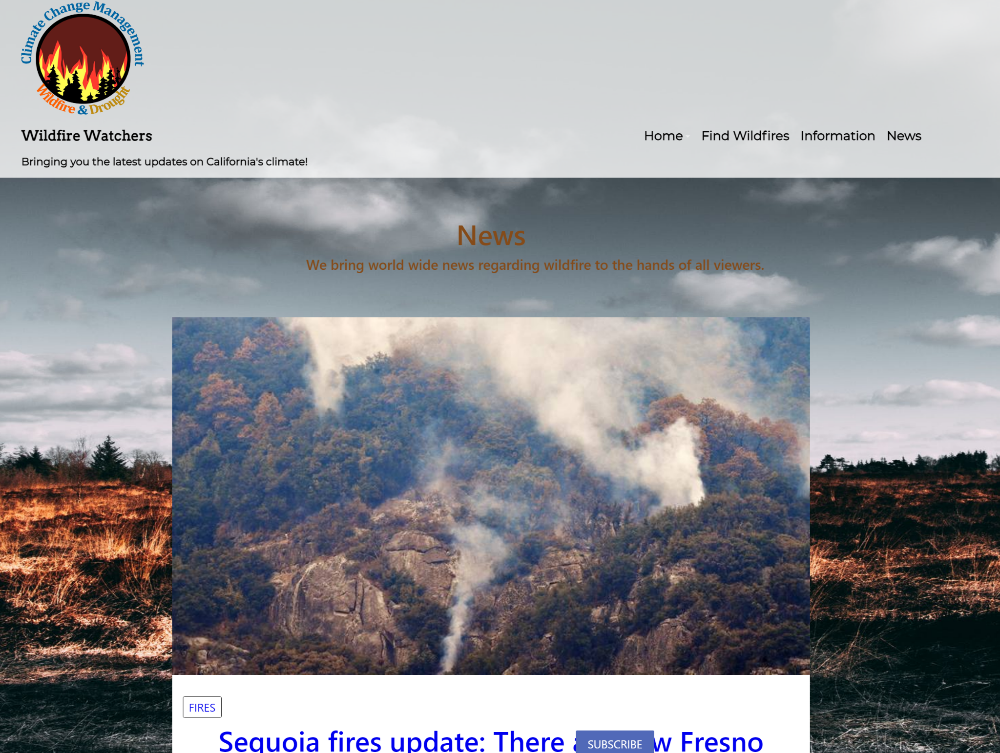 Climate Change Management
Wildfire & Drought
Wildfire Watchers
Home
Find Wildfires
Information
News
Bringing you the latest updates on California's climate!
News
We bring world wide news regarding wildfire to the hands of all viewers.
FIRES
Sequoia fires update: There Fresno
SUBSCRIBE